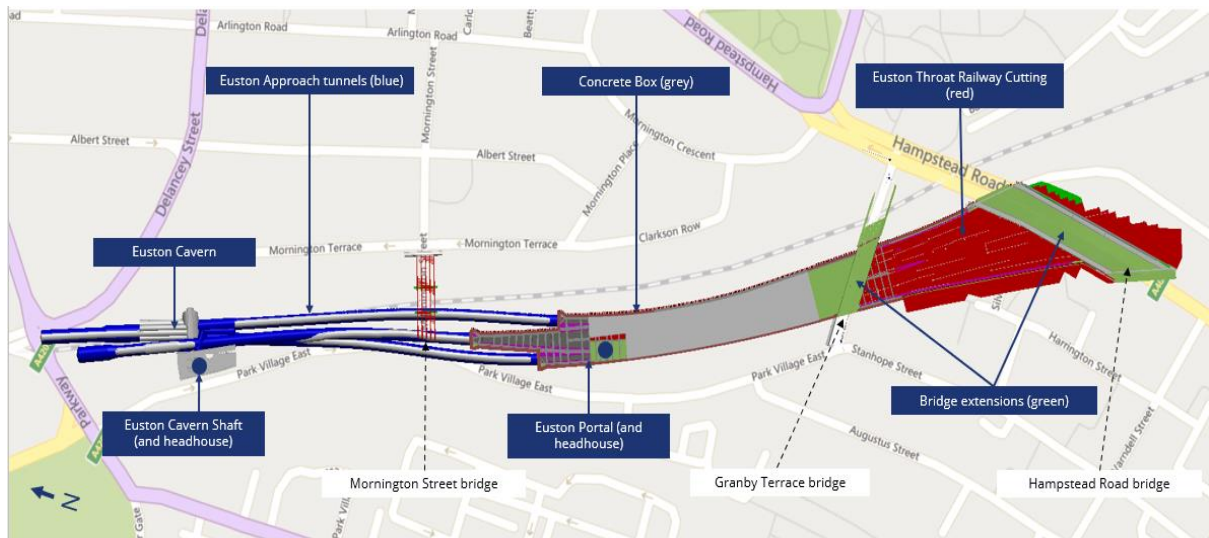 Arlington Road
Arlington Road
Hampstead Road
Delancey Street
Mornington Street
Euston Approach tunnels (blue)
Concrete Box (grey)
Euston Throat Railway Cutting
(red)
Albert Street
Albert Street
Mornington Place
Mornington Crescent
Hampstead Road
Euston Cavern
Mornington Terrace
Mornington Terrace
Clarkson Row
Parkway
Park Village East
Park Village East
Park Village East
Stanhope Street
Harrington Street
Varndell Street
Augustus Street
Euston Cavern Shaft
(and headhouse)
Euston Portal (and
headhouse)
Bridge extensions (green)
Mornington Street bridge
Granby Terrace bridge
Hampstead Road bridge
N